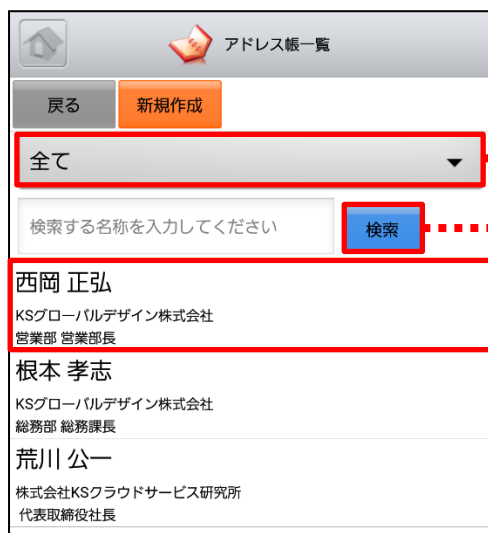 アドレス帳一覧
戻る 新規作成
全て
検索する名称を入力してください 検索
西岡 正弘
KSグローバルデザイン株式会社
営業部 営業部長
根本 孝志
KSグローバルデザイン株式会社
総務部 総務課長
荒川 公一
株式会社KSクラウドサービス研究所
代表取締役社長